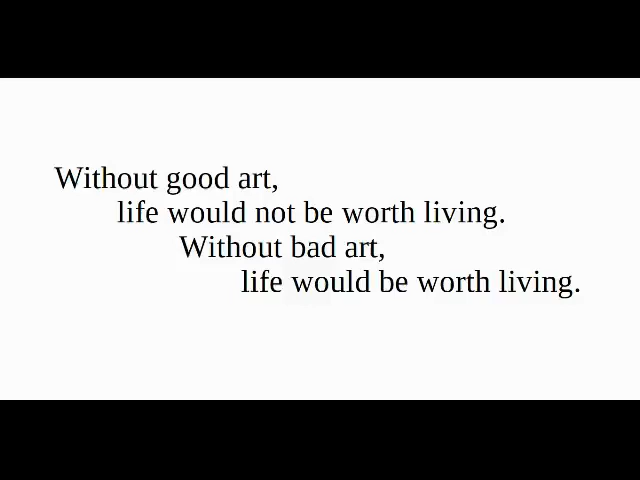 Without good art,
life would not be worth living.
Without bad art,
life would be worth living.